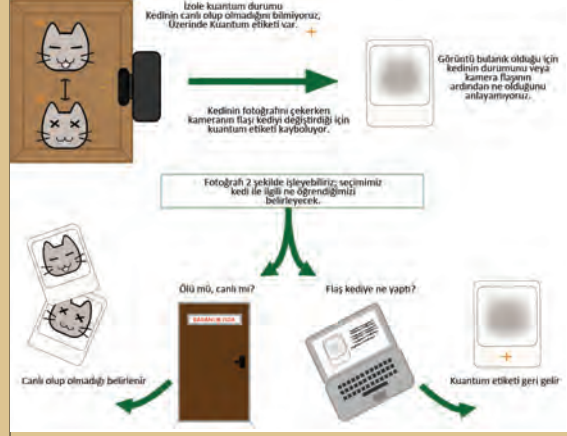 İzole kuantum durumu
Kedinin canlı olup olmadığını bilmiyoruz,
Üzerinde Kuantum etiketi var.
Görüntü bulanık olduğu için
kedinin durumunu veya
kamera flaşının
ardından ne olduğunu
anlayamıyoruz.
Kedinin fotoğrafını çekerken
kameranın flaşı kediyi değiştirdiği için
kuantum etiketi kayboluyor.
Fotoğrafı 2 şekilde işleyebiliriz; seçimimiz
kedi ile ilgili ne öğrendiğimizi
belirleyecek.
Ölü mü, canlı mı?
Flaş kediye ne yaptı?
KARANLIK ODA
Canlı olup olmadığı belirlenir
Kuantum etiketi geri gelir